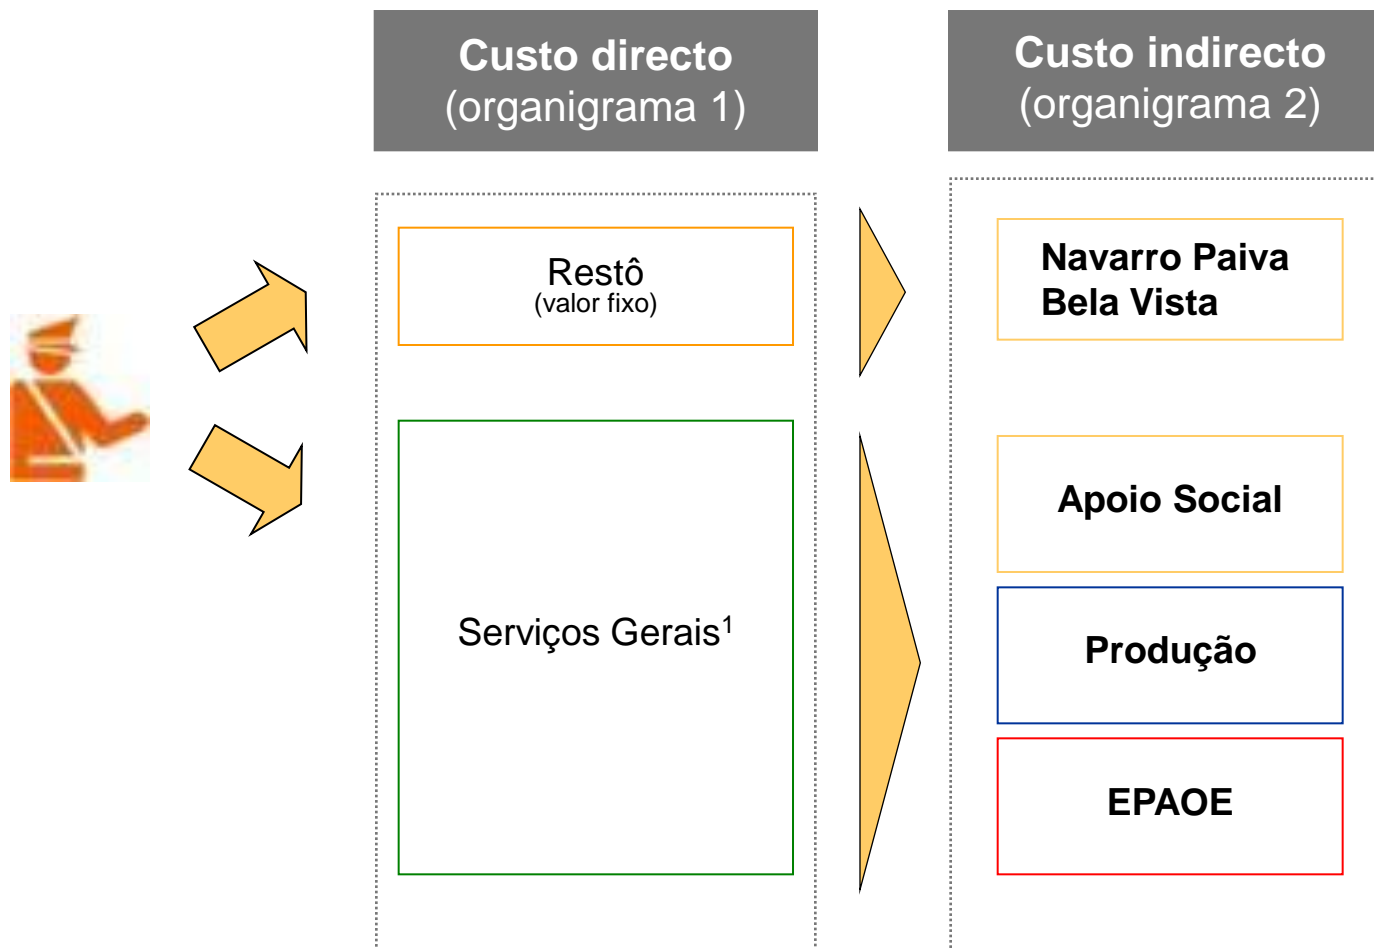 Custo directo
(organigrama 1)
Custo indirecto
(organigrama 2)
Restô
(valor fixo)
Navarro Paiva
Bela Vista
Serviços Gerais¹
Apoio Social
Produção
EPAOE